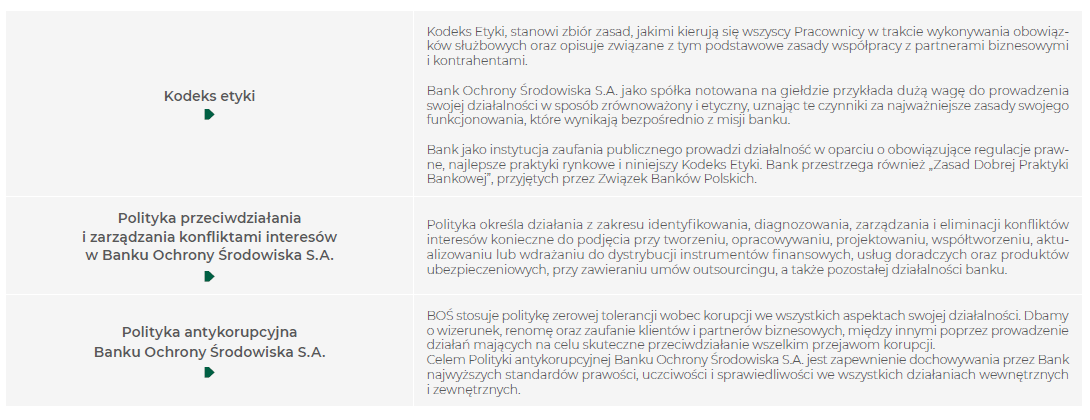 Kodeks etyki
Kodeks Etyki, stanowi zbiór zasad, jakimi kierują się wszyscy Pracownicy w trakcie wykonywania obowiąz-
ków służbowych oraz opisuje związane z tym podstawowe zasady współpracy z partnerami biznesowymi
i kontrahentami.
Bank Ochrony Środowiska S.A. jako spółka notowana na giełdzie przykłada dużą wagę do prowadzenia
swojej działalności w sposób zrównoważony i etyczny, uznając te czynniki za najważniejsze zasady swojego
funkcjonowania, które wynikają bezpośrednio z misji banku.
Bank jako instytucja zaufania publicznego prowadzi działalność w oparciu o obowiązujące regulacje praw-
ne, najlepsze praktyki rynkowe i niniejszy Kodeks Etyki. Bank przestrzega również „Zasad Dobrej Praktyki
Bankowej”, przyjętych przez Związek Banków Polskich.
Polityka przeciwdziałania
i zarządzania konfliktami interesów
w Banku Ochrony Środowiska S.A.
Polityka określa działania z zakresu identyfikowania, diagnozowania, zarządzania i eliminacji konfliktów
interesów konieczne do podjęcia przy tworzeniu, opracowywaniu, projektowaniu, współtworzeniu, aktu-
alizowaniu lub wdrażaniu do dystrybucji instrumentów finansowych, usług doradczych oraz produktów
ubezpieczeniowych, przy zawieraniu umów outsourcingu, a także pozostałej działalności banku.
Polityka antykorupcyjna
Banku Ochrony Środowiska S.A.
BOŚ stosuje politykę zerowej tolerancji wobec korupcji we wszystkich aspektach swojej działalności. Dbamy
o wizerunek, renomę oraz zaufanie klientów i partnerów biznesowych, między innymi poprzez prowadzenie
działań mających na celu skuteczne przeciwdziałanie wszelkim przejawom korupcji.
Celem Polityki antykorupcyjnej Banku Ochrony Środowiska S.A. jest zapewnienie dochowywania przez Bank
najwyższych standardów prawości, uczciwości i sprawiedliwości we wszystkich działaniach wewnętrznych
i zewnętrznych.